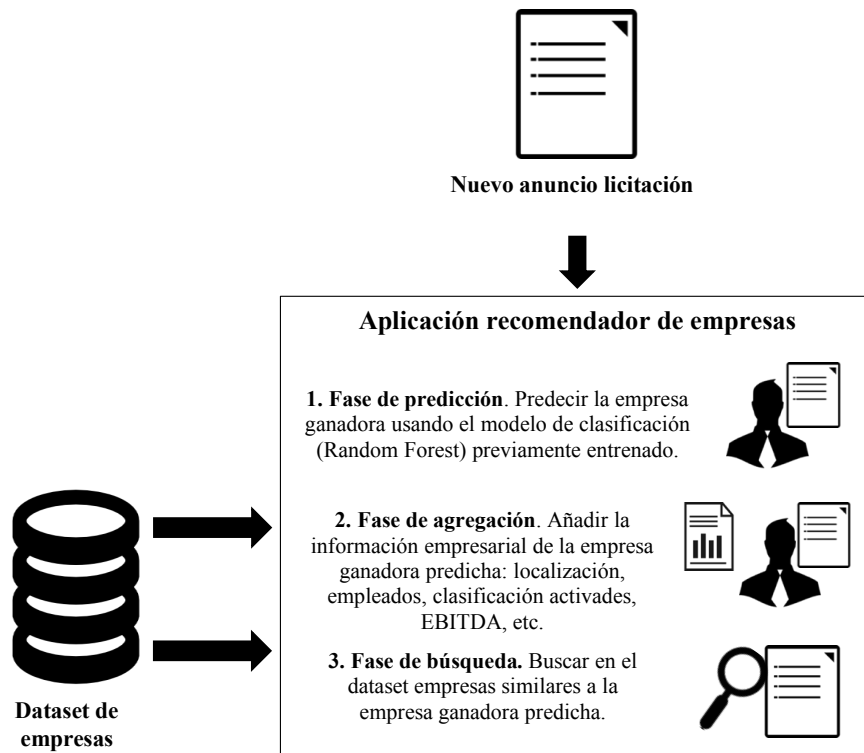 Nuevo anuncio licitación
Aplicación recomendador de empresas
1. Fase de predicción. Predecir la empresa
ganadora usando el modelo de clasificación
(Random Forest) previamente entrenado.
2. Fase de agregación. Añadir la
información empresarial de la empresa
ganadora predicha: localización,
empleados, clasificación activades,
EBITDA, etc.
3. Fase de búsqueda. Buscar en el
dataset empresas similares a la
empresa ganadora predicha.
Dataset de
empresas